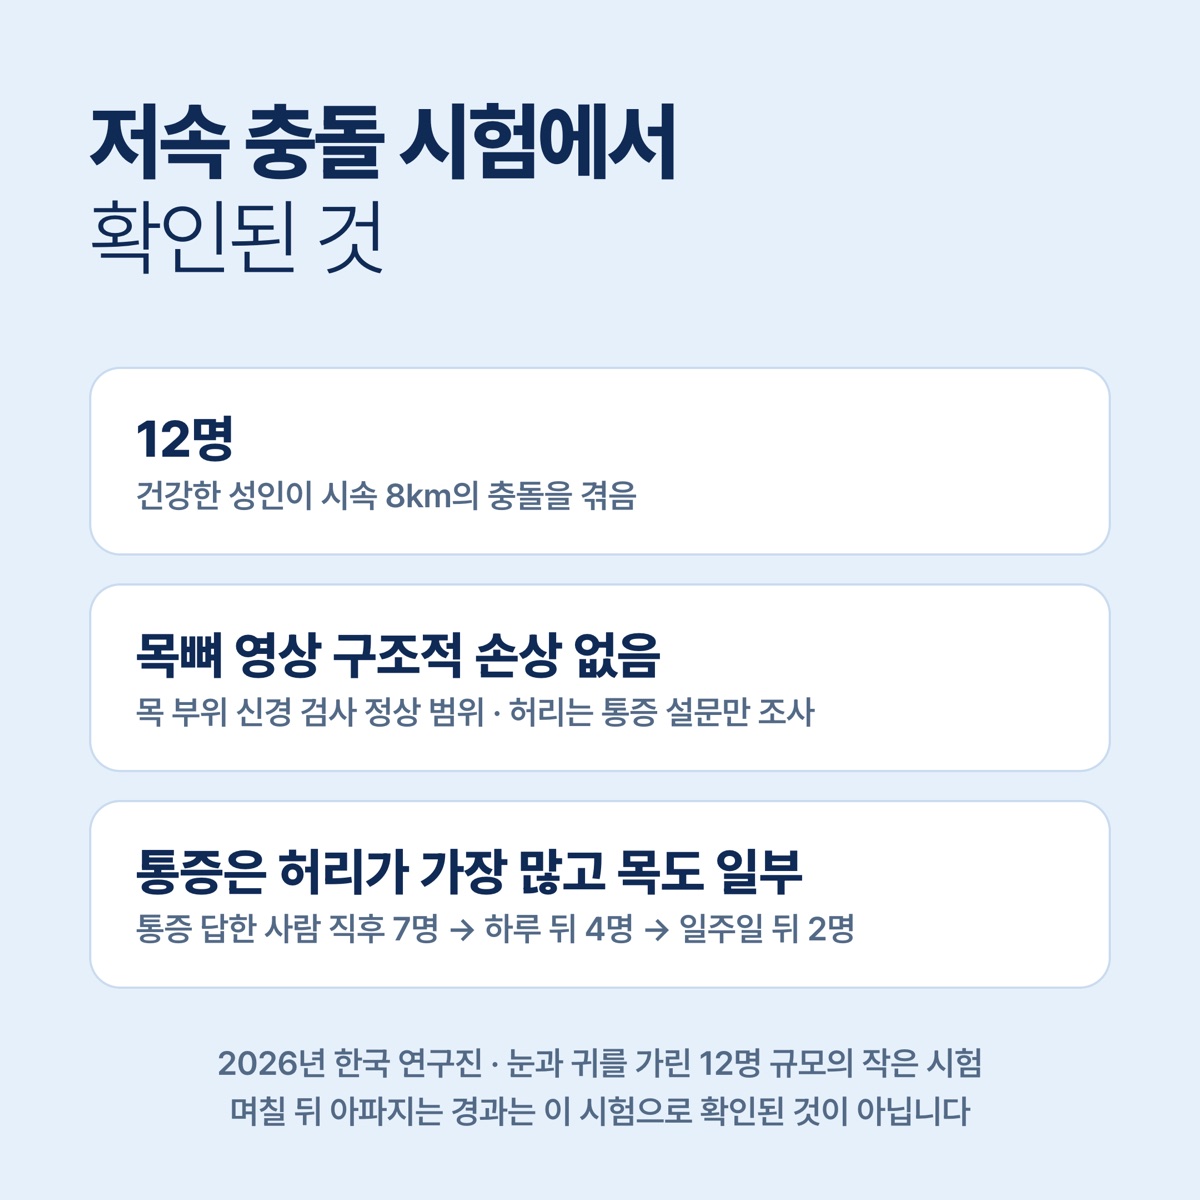 저속 충돌 시험에서
확인된 것
12명
건강한 성인이 시속 8km의 충돌을 겪음
목뼈 영상 구조적 손상 없음
목 부위 신경 검사 정상 범위 · 허리는 통증 설문만 조사
통증은 허리가 가장 많고 목도 일부
통증 답한 사람 직후 7명 → 하루 뒤 4명 → 일주일 뒤 2명
2026년 한국 연구진 · 눈과 귀를 가린 12명 규모의 작은 시험
며칠 뒤 아파지는 경과는 이 시험으로 확인된 것이 아닙니다